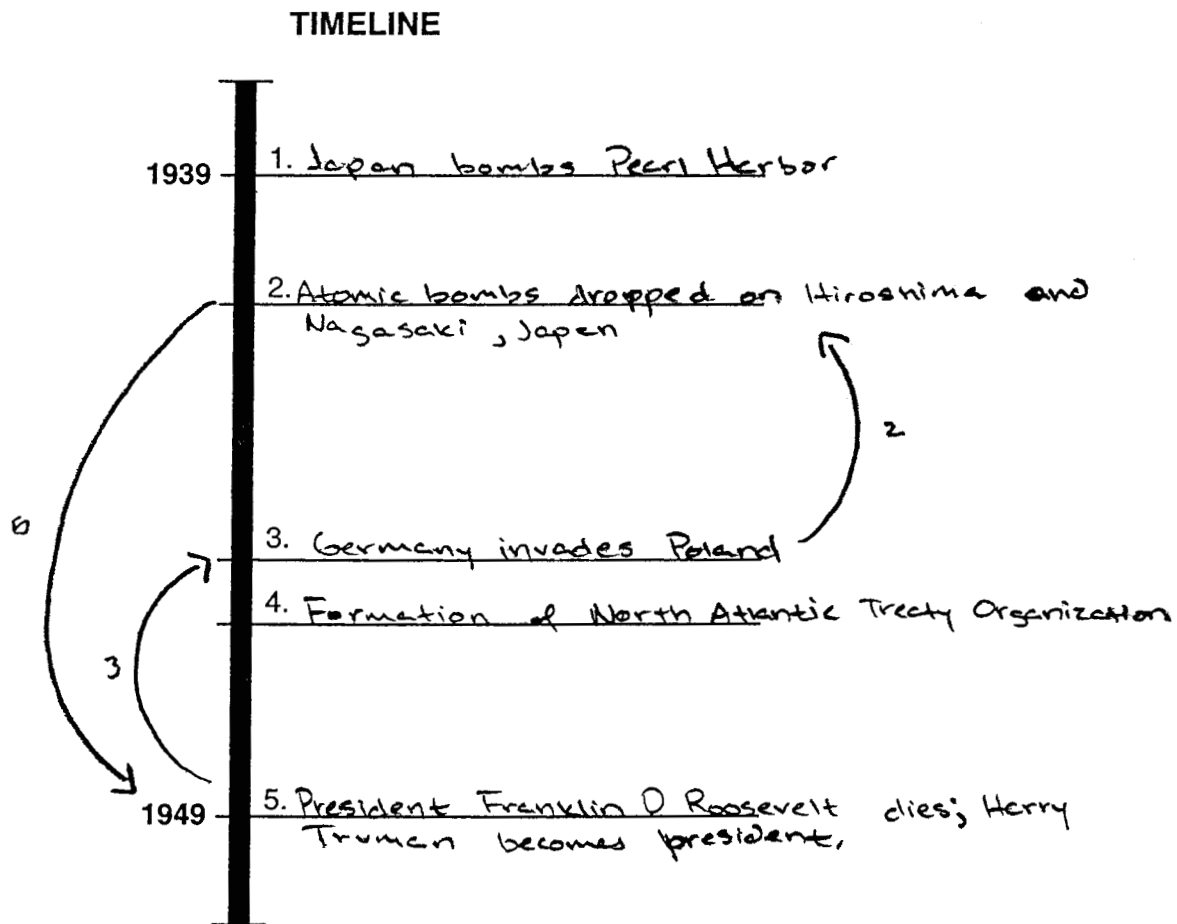 TIMELINE
1939
1. Japan bombs Pearl Harbor
2. Atomic bombs dropped on Hiroshima and
Nagasaki, Japan
2
3. Germany invades Poland
4. Formation of North Atlantic Treaty Organization
3
1949
5. President Franklin D Roosevelt dies; Harry
Truman becomes president.